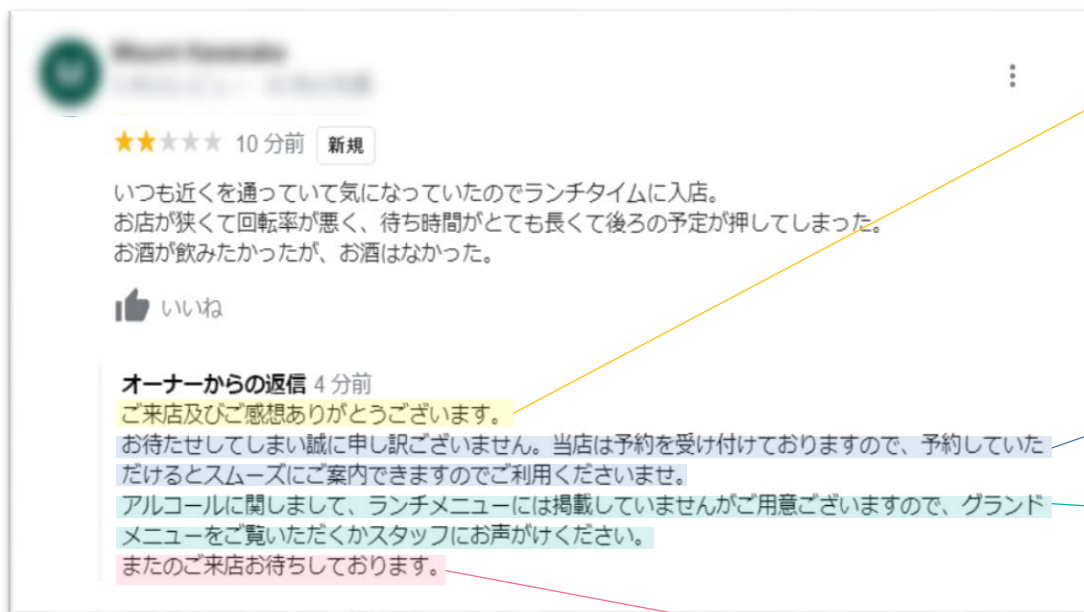 10 分前 新規
いつも近くを通っていて気になっていたのでランチタイムに入店。
お店が狭くて回転率が悪く、待ち時間がとても長くて後ろの予定が押してしまった。
お酒が飲みたかったが、お酒はなかった。
いいね
オーナーからの返信 4 分前
ご来店及びご感想ありがとうございます。
お待たせしてしまい誠に申し訳ございません。当店は予約を受け付けておりますので、予約していた
だけるとスムーズにご案内できますのでご利用くださいませ。
アルコールに関しまして、ランチメニューには掲載していませんがご用意ございますので、グランド
メニューをご覧いただくかスタッフにお声がけください。
またのご来店お待ちしております。